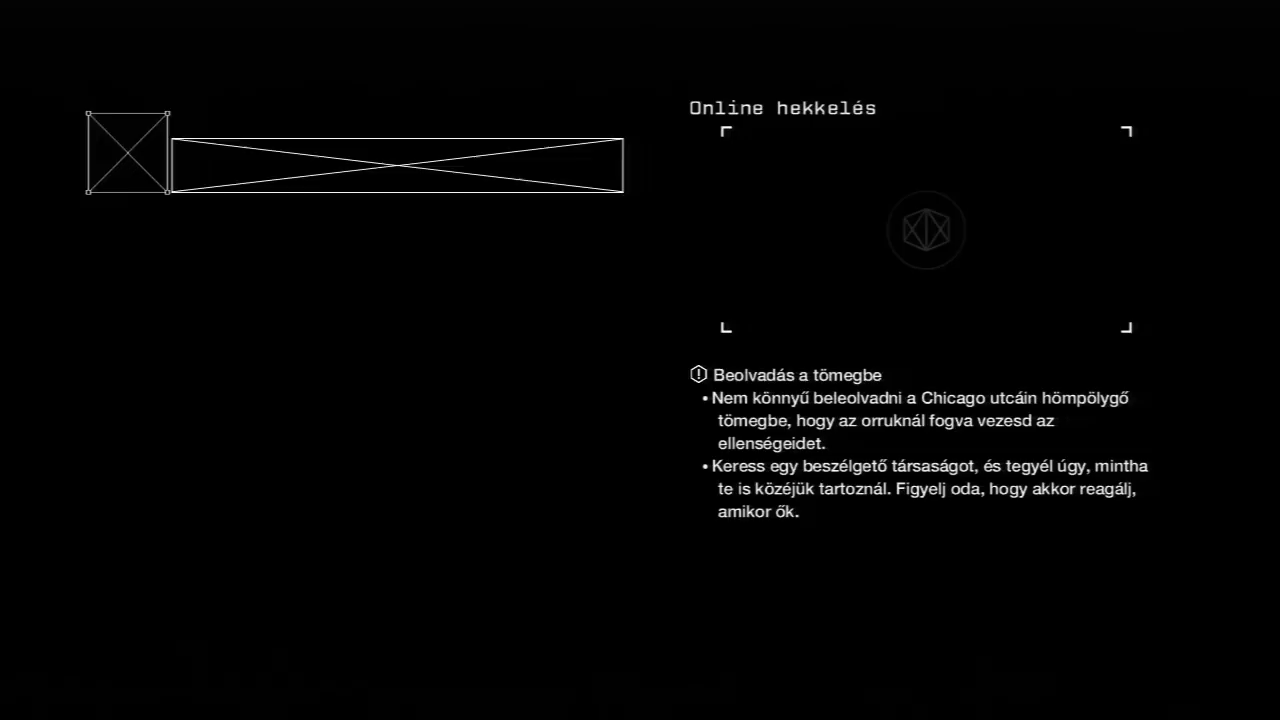 Online hekkelés
Beolvadás a tömegbe
• Nem könnyű beleolvadni a Chicago utcáin hömpölygő
tömegbe, hogy az orruknál fogva vezesd az
ellenségeidet.
• Keress egy beszélgető társaságot, és tegyél úgy, mintha
te is közéjük tartoznál. Figyelj oda, hogy akkor reagálj,
amikor ők.